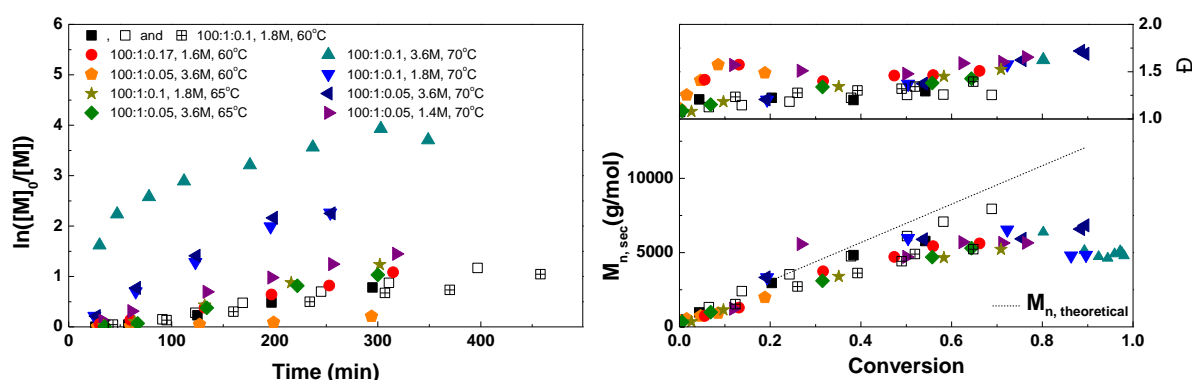 6
5
4
3
2
1
0
ln([M]₀/[M])
, and 100:1:0.1, 1.8M, 60°C
100:1:0.17, 1.6M, 60°C
100:1:0.05, 3.6M, 60°C
100:1:0.1, 1.8M, 65°C
100:1:0.05, 3.6M, 65°C
100:1:0.1, 3.6M, 70°C
100:1:0.1, 1.8M, 70°C
100:1:0.05, 3.6M, 70°C
100:1:0.05, 1.4M, 70°C
0 100 200 300 400
Time (min)
2.0
1.5
1.0
Đ
10000
5000
0
Mₙ, sec(g/mol)
Mₙ, theoretical
0.0 0.2 0.4 0.6 0.8 1.0
Conversion